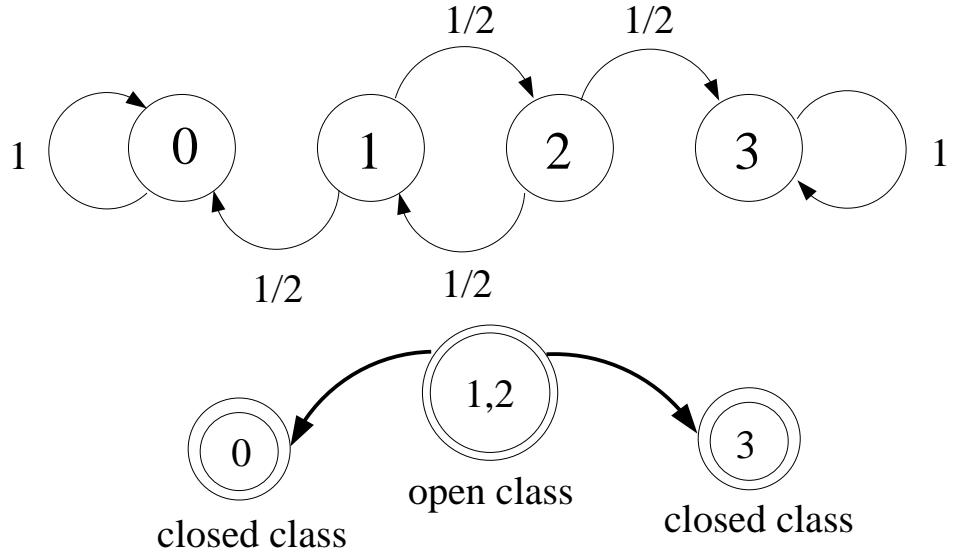 1/2 1/2
1 0 1 2 3 1
1/2 1/2
1,2
0 3
open class
closed class closed class